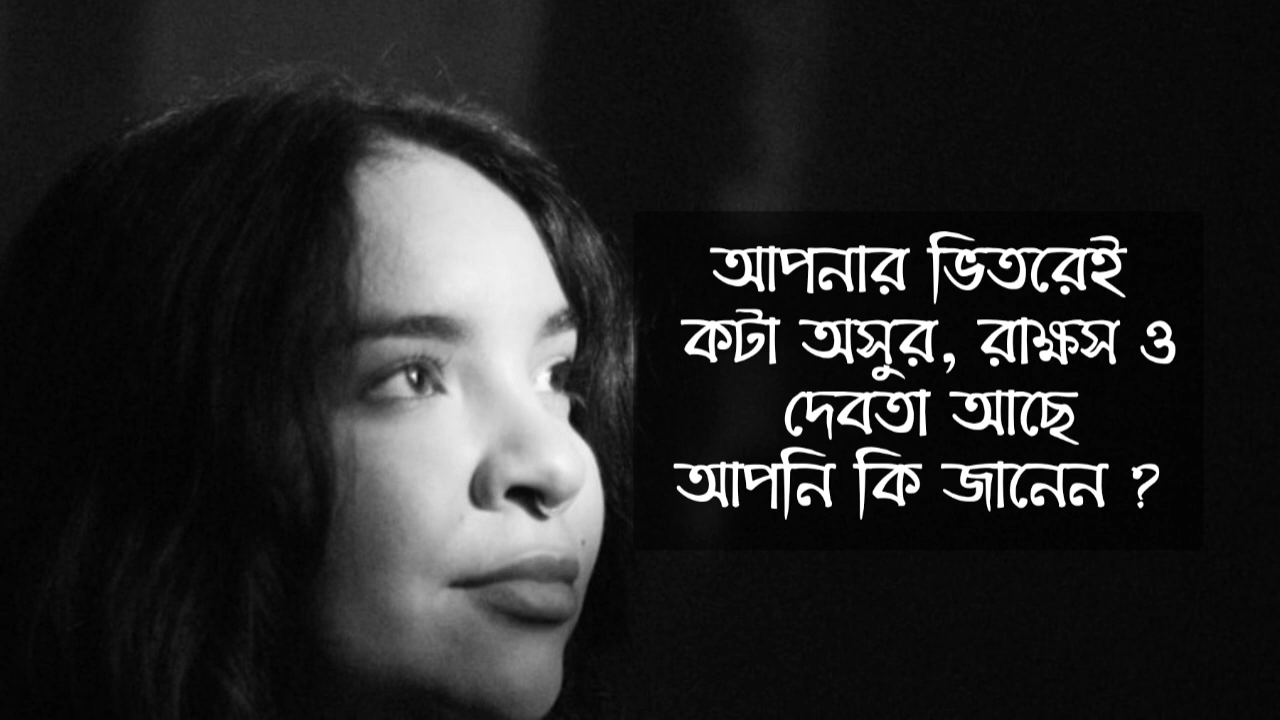 আপনার ভিতরেই
কটা অসুর, রাক্ষস ও
দেবতা আছে
আপনি কি জানেন ?